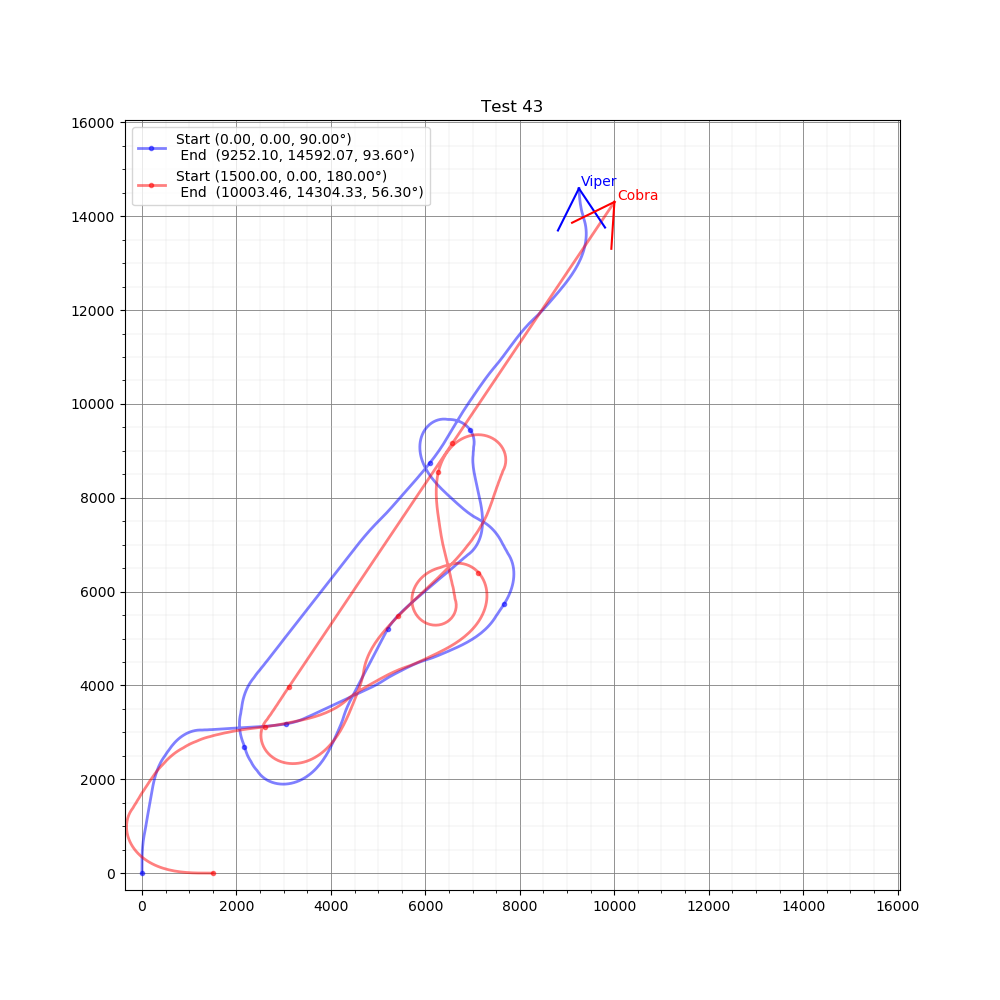 Test 43
Start (0.00, 0.00, 90.00°)
End (9252.10, 14592.07, 93.60°)
Start (1500.00, 0.00, 180.00°)
End (10003.46, 14304.33, 56.30°)
Viper
Cobra
16000
14000
12000
10000
8000
6000
4000
2000
0
0 2000 4000 6000 8000 10000 12000 14000 16000